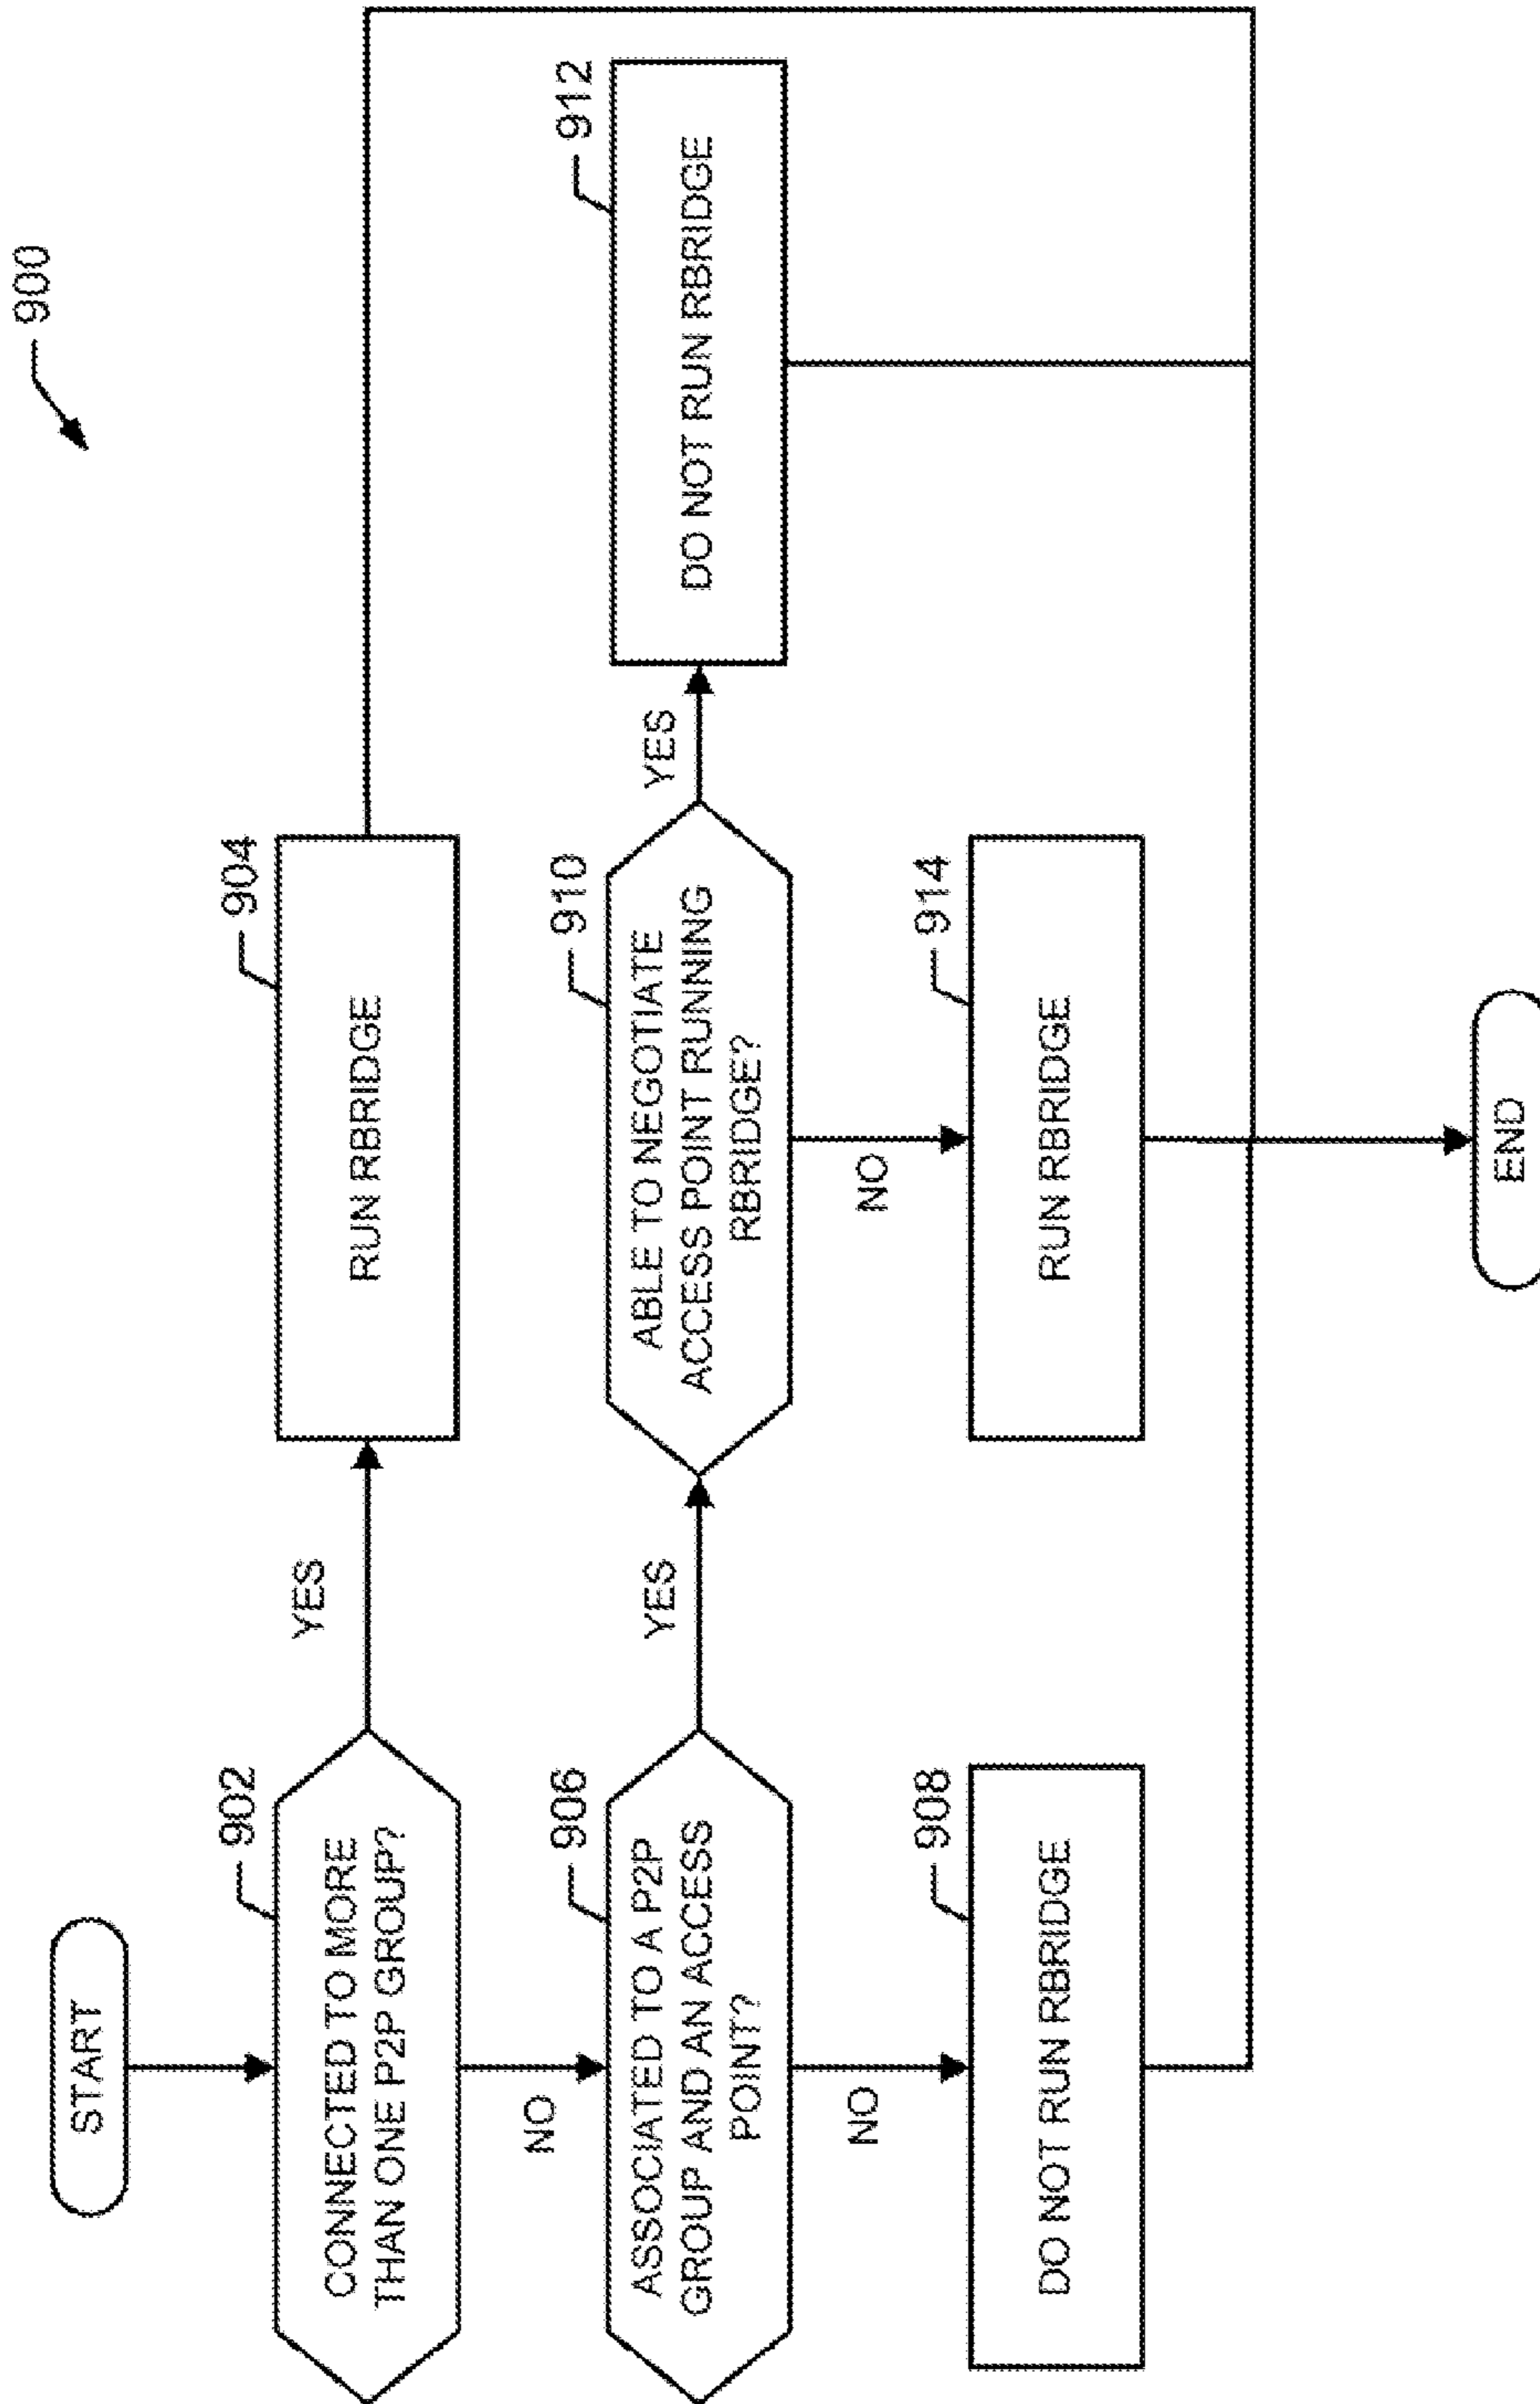 900
START
902
CONNECTED TO MORE
THAN ONE P2P GROUP?
YES
904
RUN RBRIDGE
NO
906
ASSOCIATED TO A P2P
GROUP AND AN ACCESS
POINT?
YES
910
ABLE TO NEGOTIATE
ACCESS POINT RUNNING
RBRIDGE?
YES
912
DO NOT RUN RBRIDGE
NO
908
DO NOT RUN RBRIDGE
NO
914
RUN RBRIDGE
END